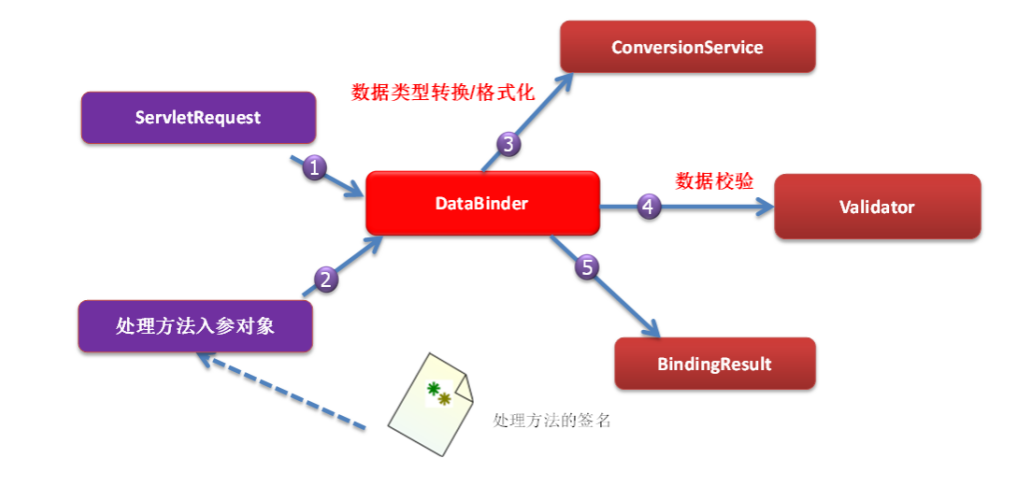 ConversionService
数据类型转换/格式化
ServletRequest
3
1
数据校验
DataBinder
4
Validator
2
5
处理方法入参对象
BindingResult
处理方法的签名